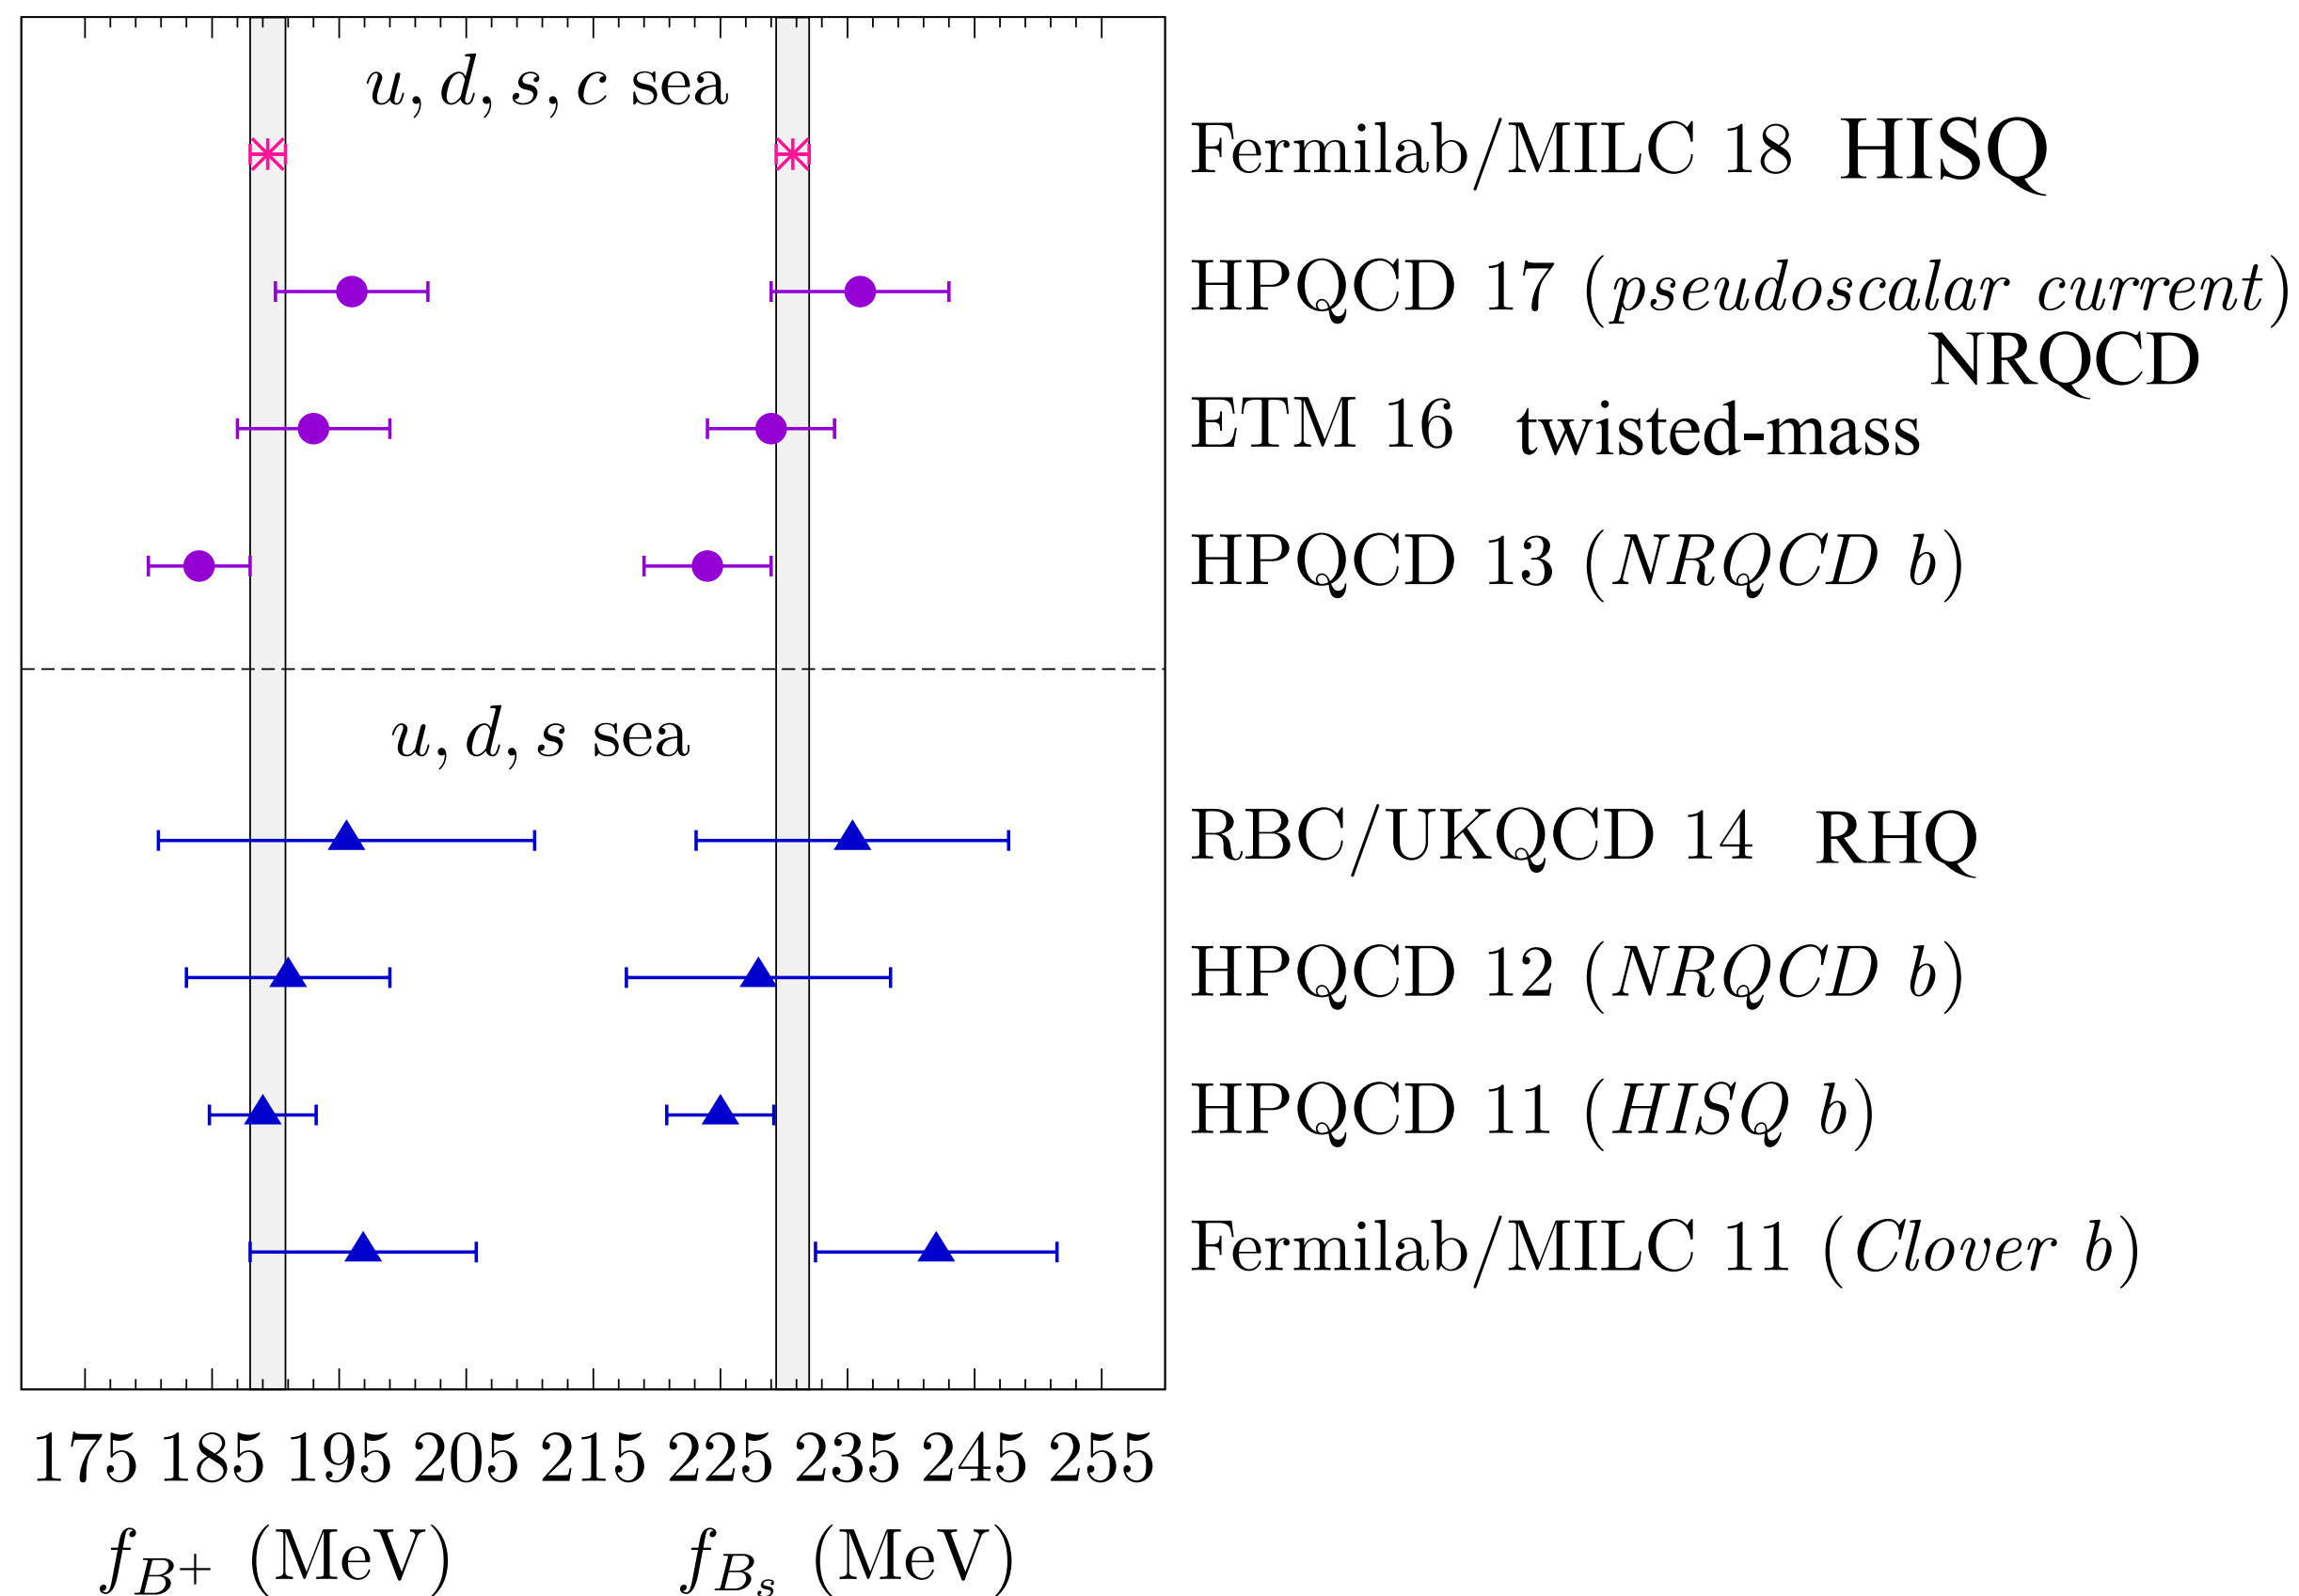 u, d, s, c sea
Fermilab/MILC 18 HISQ
HPQCD 17 (pseudoscalar current)
NRQCD
ETM 16 twisted-mass
HPQCD 13 (NRQCD b)
u, d, s sea
RBC/UKQCD 14 RHQ
HPQCD 12 (NRQCD b)
HPQCD 11 (HISQ b)
Fermilab/MILC 11 (Clover b)
175 185 195 205 215 225 235 245 255
f_{B^+} (MeV) f_{B_s} (MeV)